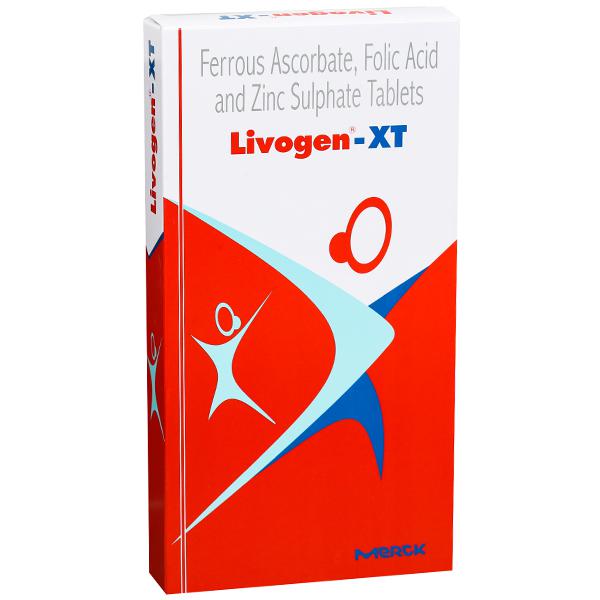 Ferrous Ascorbate, Folic Acid
and Zinc Sulphate Tablets
Livogen®-XT
MERCK
Livogen®-XT